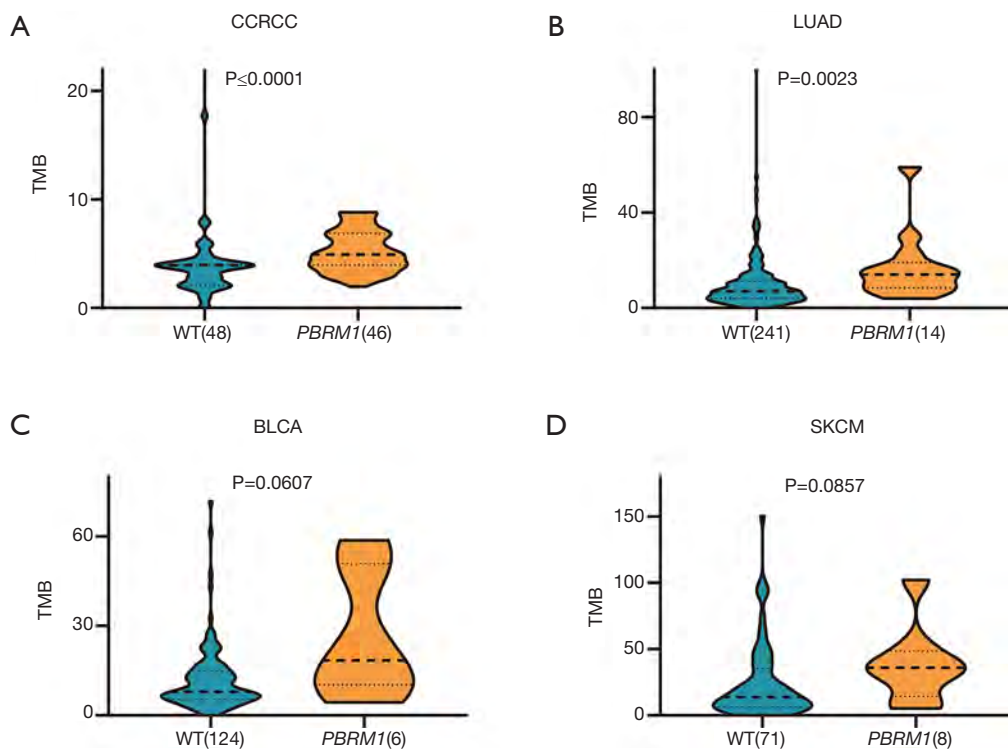 A
CCRCC
P≤0.0001
TMB
20
10
0
WT(48)
PBRM1(46)
B
LUAD
P=0.0023
TMB
80
40
0
WT(241)
PBRM1(14)
C
BLCA
P=0.0607
TMB
60
30
0
WT(124)
PBRM1(6)
D
SKCM
P=0.0857
TMB
150
100
50
0
WT(71)
PBRM1(8)